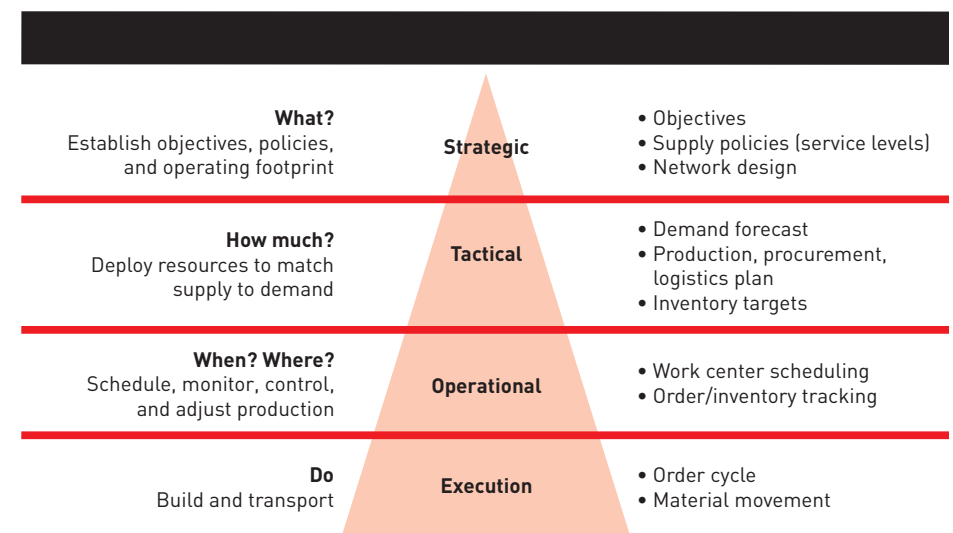 What?
Establish objectives, policies,
and operating footprint
Strategic
• Objectives
• Supply policies (service levels)
• Network design
How much?
Deploy resources to match
supply to demand
Tactical
• Demand forecast
• Production, procurement,
logistics plan
• Inventory targets
When? Where?
Schedule, monitor, control,
and adjust production
Operational
• Work center scheduling
• Order/inventory tracking
Do
Build and transport
Execution
• Order cycle
• Material movement